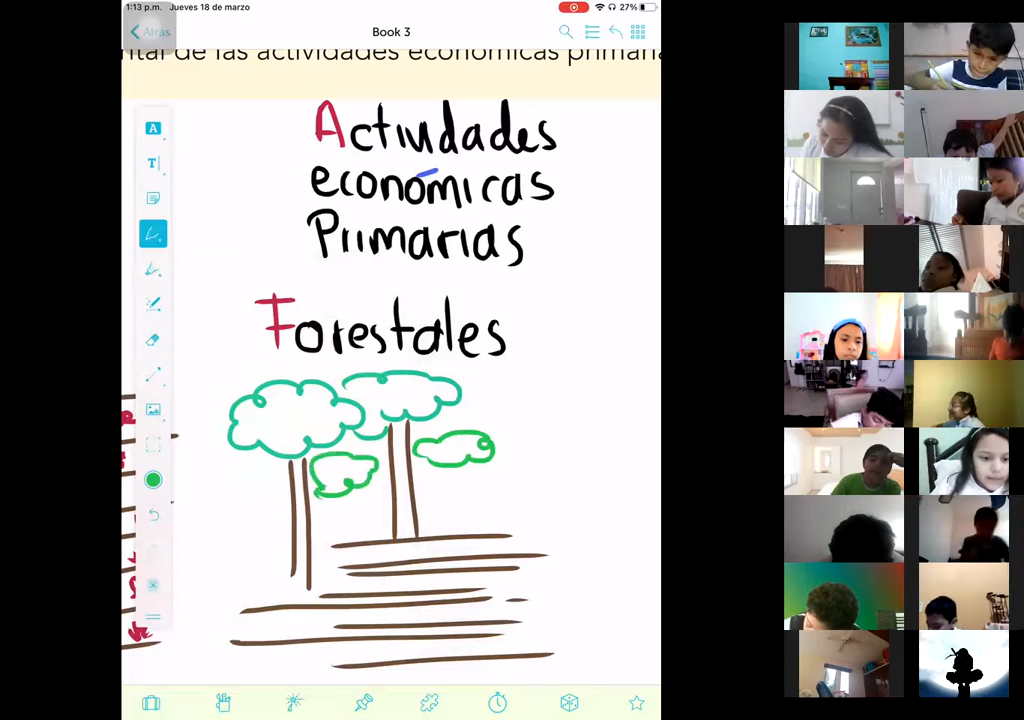 1:13 p.m. Jueves 18 de marzo 27%
Atrás Book 3
ntal de las actividades económicas primaria
Actividades
económicas
Primarias
Forestales